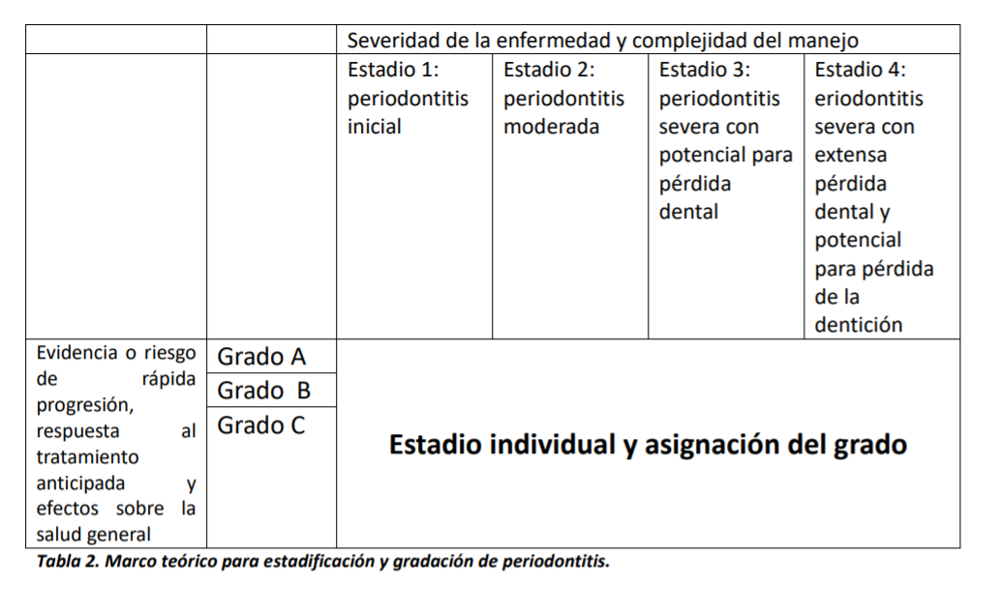 Severidad de la enfermedad y complejidad del manejo
Estadio 1:
periodontitis
inicial
Estadio 2:
periodontitis
moderada
Estadio 3:
periodontitis
severa con
potencial para
pérdida
dental
Estadio 4:
eriodontitis
severa con
extensa
pérdida
dental y
potencial
para pérdida
de la
dentición
Evidencia o riesgo
de rápida
progresión,
respuesta al
tratamiento
anticipada y
efectos sobre la
salud general
Grado A
Grado B
Grado C
Estadio individual y asignación del grado
Tabla 2. Marco teórico para estadificación y gradación de periodontitis.